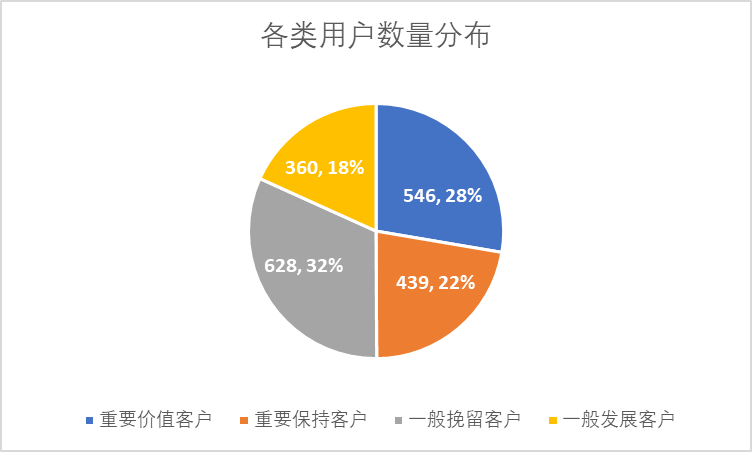 各类用户数量分布
360, 18%
546, 28%
628, 32%
439, 22%
重要价值客户 重要保持客户 一般挽留客户 一般发展客户